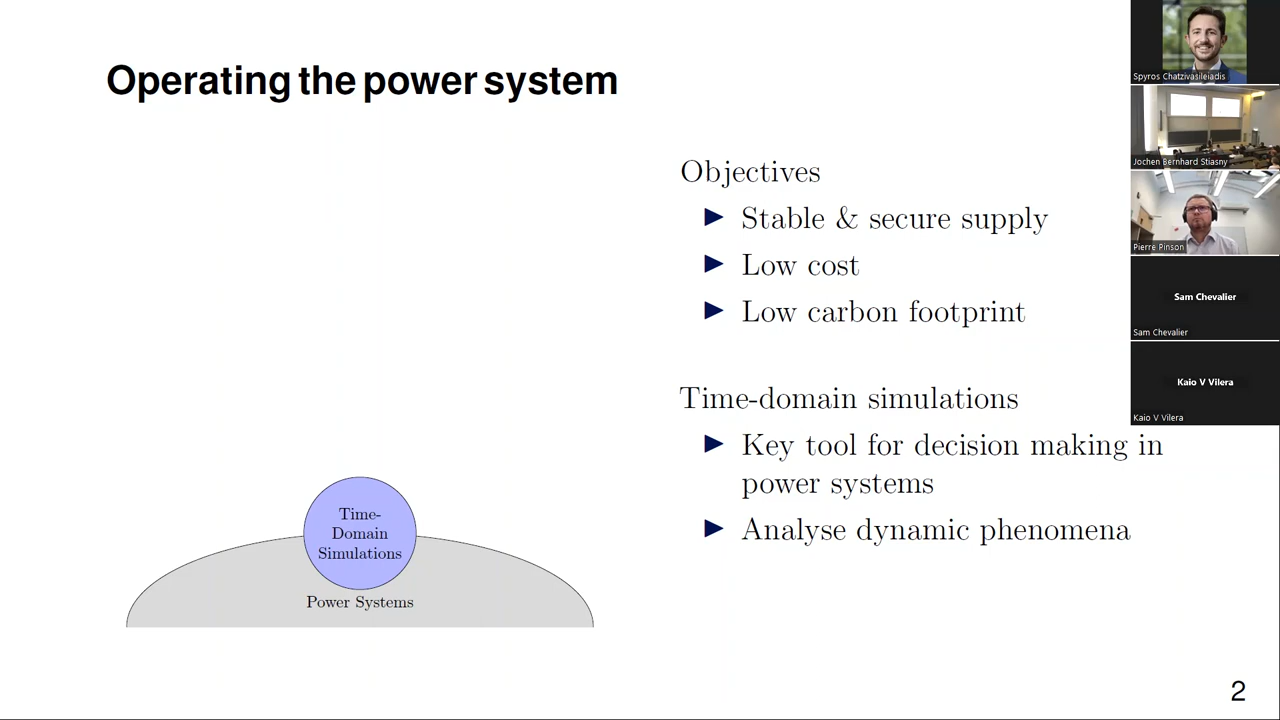 Operating the power system
Objectives
Stable & secure supply
Low cost
Low carbon footprint
Time-domain simulations
Key tool for decision making in
power systems
Analyse dynamic phenomena
Time-
Domain
Simulations
Power Systems
2
Spyros Chatzivasileiadis
Jochen Bernhard Stiasny
Pierre Pinson
Sam Chevalier
Sam Chevalier
Kaio V Vilera
Kaio V Vilera